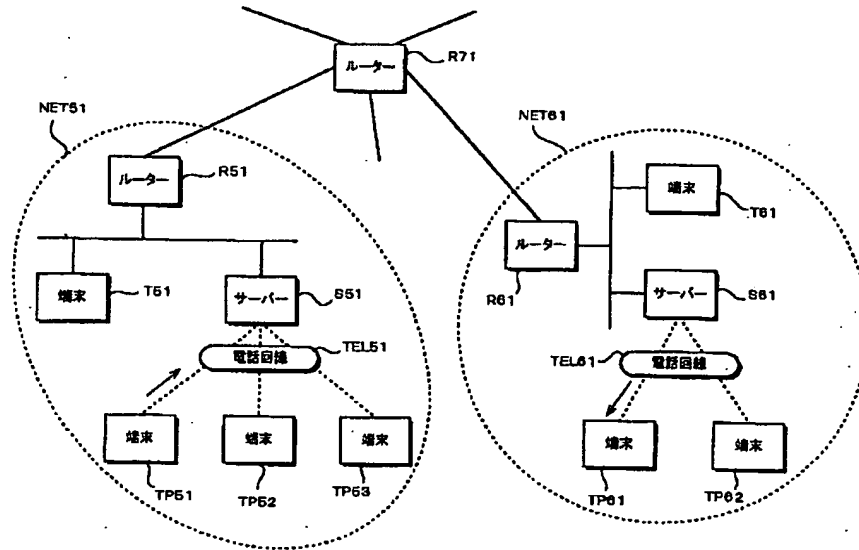 ルーター
R71
NET51
NET61
ルーター
R51
端末
T61
ルーター
R61
端末
T51
サーバー
S51
サーバー
S61
電話回線
TEL51
電話回線
TEL61
端末
端末
端末
TP51
TP52
TP53
端末
端末
TP61
TP62